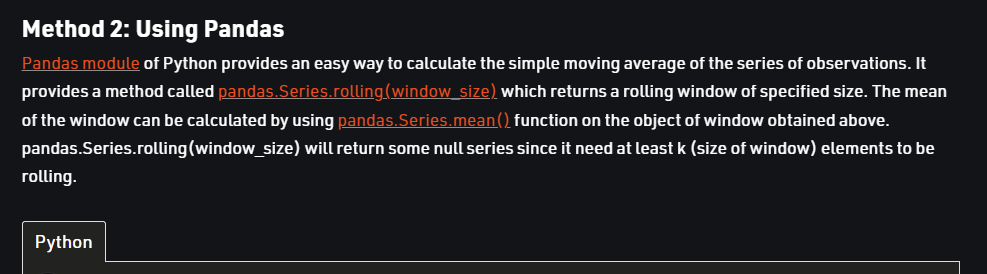 Method 2: Using Pandas
Pandas module of Python provides an easy way to calculate the simple moving average of the series of observations. It
provides a method called pandas.Series.rolling(window_size) which returns a rolling window of specified size. The mean
of the window can be calculated by using pandas.Series.mean() function on the object of window obtained above.
pandas.Series.rolling(window_size) will return some null series since it need at least k (size of window) elements to be
rolling.
Python